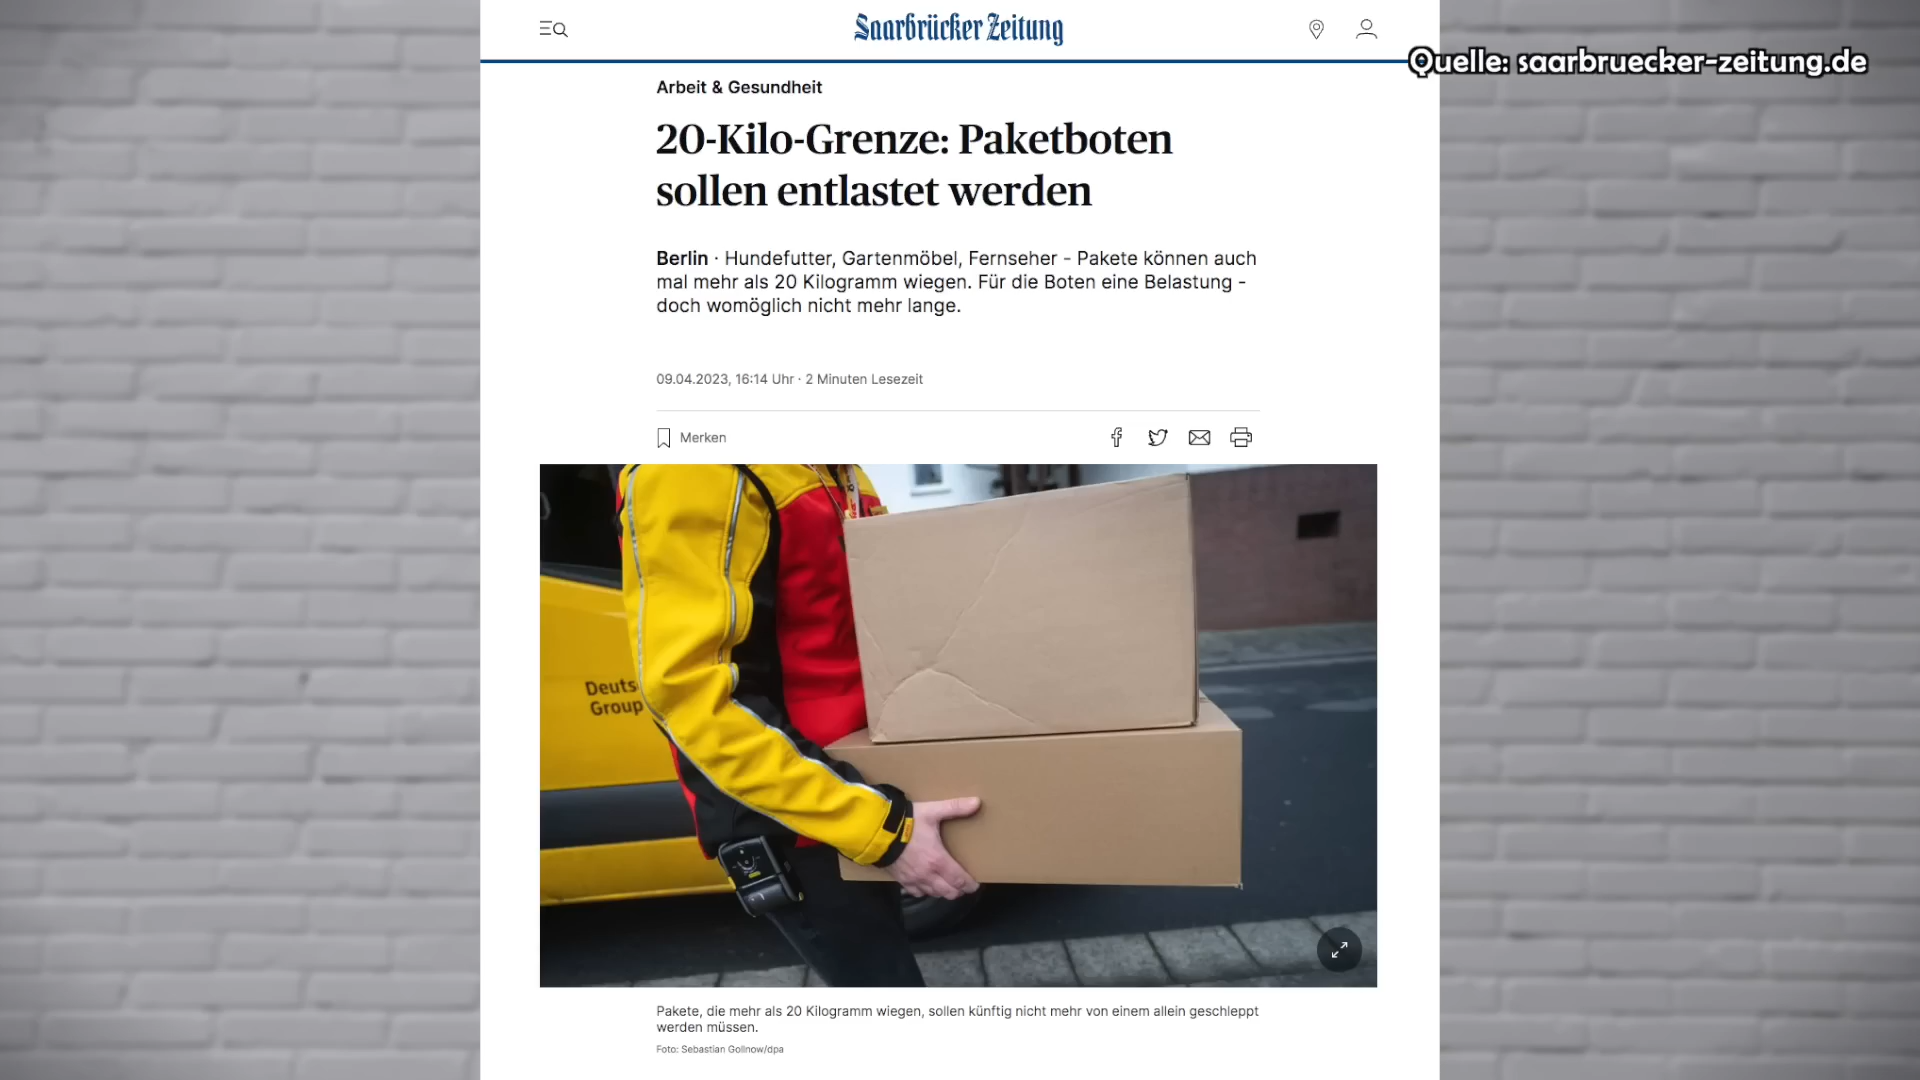 Saarbrücker Zeitung
Quelle: saarbruecker-zeitung.de
Arbeit & Gesundheit
20-Kilo-Grenze: Paketboten
sollen entlastet werden
Berlin · Hundefutter, Gartenmöbel, Fernseher - Pakete können auch
mal mehr als 20 Kilogramm wiegen. Für die Boten eine Belastung -
doch womöglich nicht mehr lange.
09.04.2023, 16:14 Uhr · 2 Minuten Lesezeit
Merken
Deuts
Group
Pakete, die mehr als 20 Kilogramm wiegen, sollen künftig nicht mehr von einem allein geschleppt
werden müssen.
Foto: Sebastian Gollnow/dpa